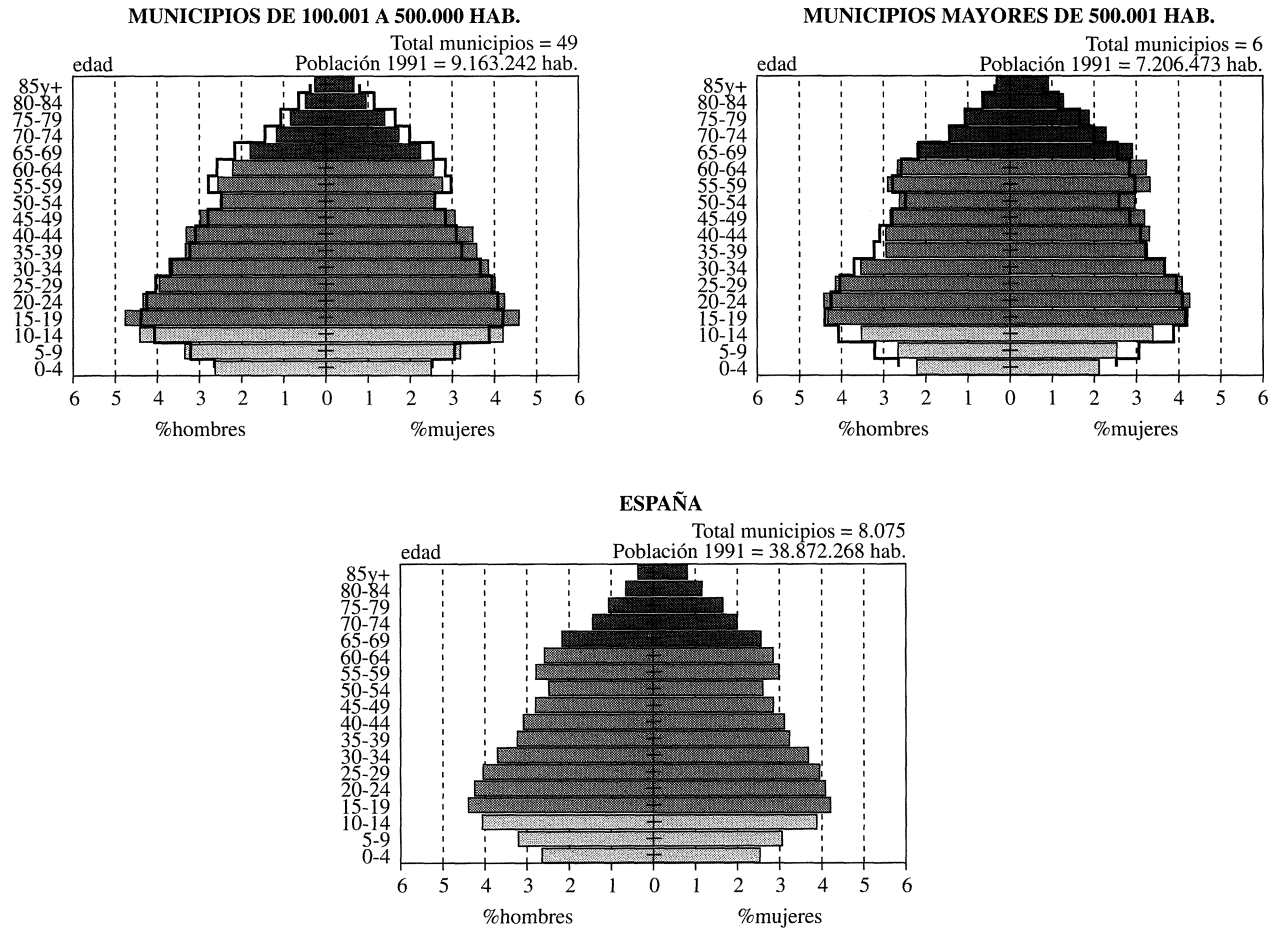 MUNICIPIOS DE 100.001 A 500.000 HAB.
Total municipios = 49
edad
Población 1991 = 9.163.242 hab.
85y+
80-84
75-79
70-74
65-69
60-64
55-59
50-54
45-49
40-44
35-39
30-34
25-29
20-24
15-19
10-14
5-9
0-4
6 5 4 3 2 1 0 1 2 3 4 5 6
%hombres %mujeres
MUNICIPIOS MAYORES DE 500.001 HAB.
Total municipios = 6
edad
Población 1991 = 7.206.473 hab.
85y+
80-84
75-79
70-74
65-69
60-64
55-59
50-54
45-49
40-44
35-39
30-34
25-29
20-24
15-19
10-14
5-9
0-4
6 5 4 3 2 1 0 1 2 3 4 5 6
%hombres %mujeres
ESPAÑA
Total municipios = 8.075
edad
Población 1991 = 38.872.268 hab.
85y+
80-84
75-79
70-74
65-69
60-64
55-59
50-54
45-49
40-44
35-39
30-34
25-29
20-24
15-19
10-14
5-9
0-4
6 5 4 3 2 1 0 1 2 3 4 5 6
%hombres %mujeres